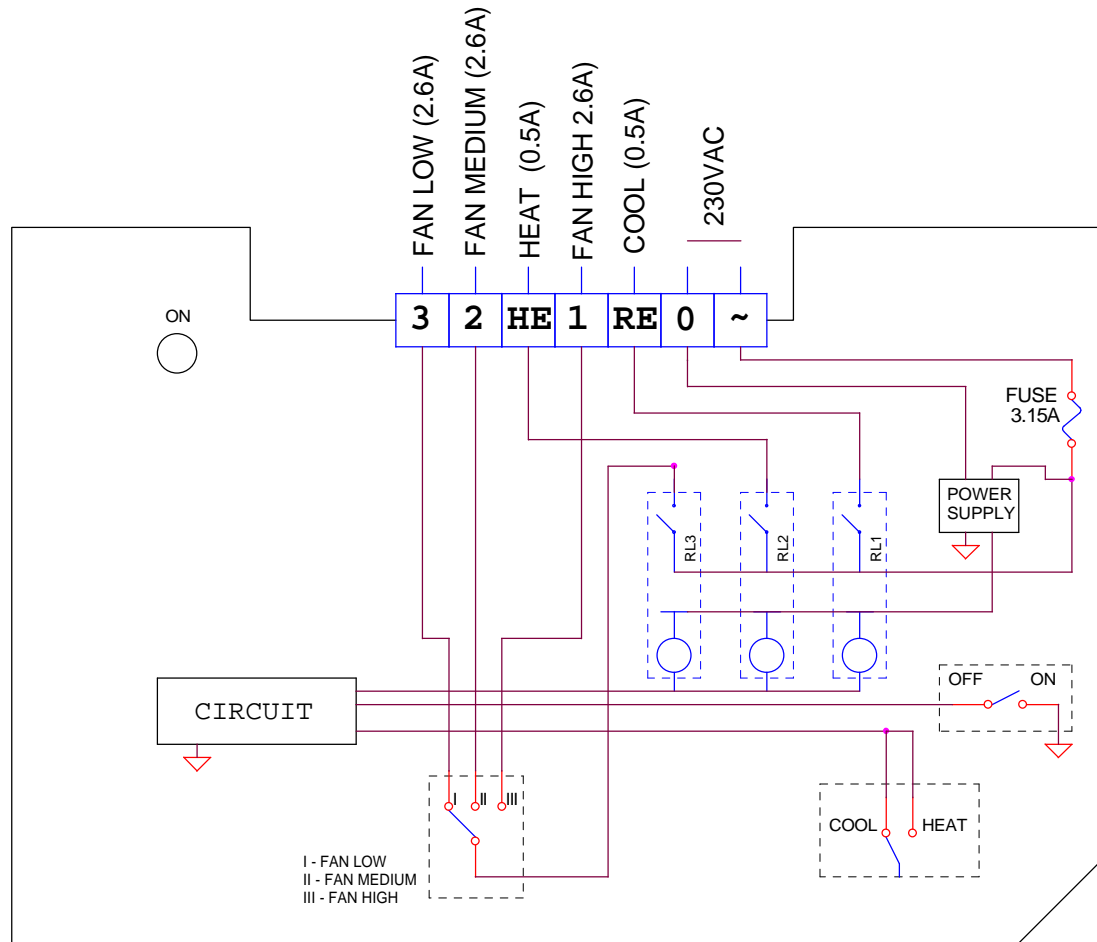 FAN LOW (2.6A)
FAN MEDIUM (2.6A)
HEAT (0.5A)
FAN HIGH 2.6A)
COOL (0.5A)
230VAC
3 2 HE 1 RE 0 ~
ON
FUSE
3.15A
POWER
SUPPLY
RL3
RL2
RL1
OFF ON
CIRCUIT
I II III
COOL HEAT
I - FAN LOW
II - FAN MEDIUM
III - FAN HIGH